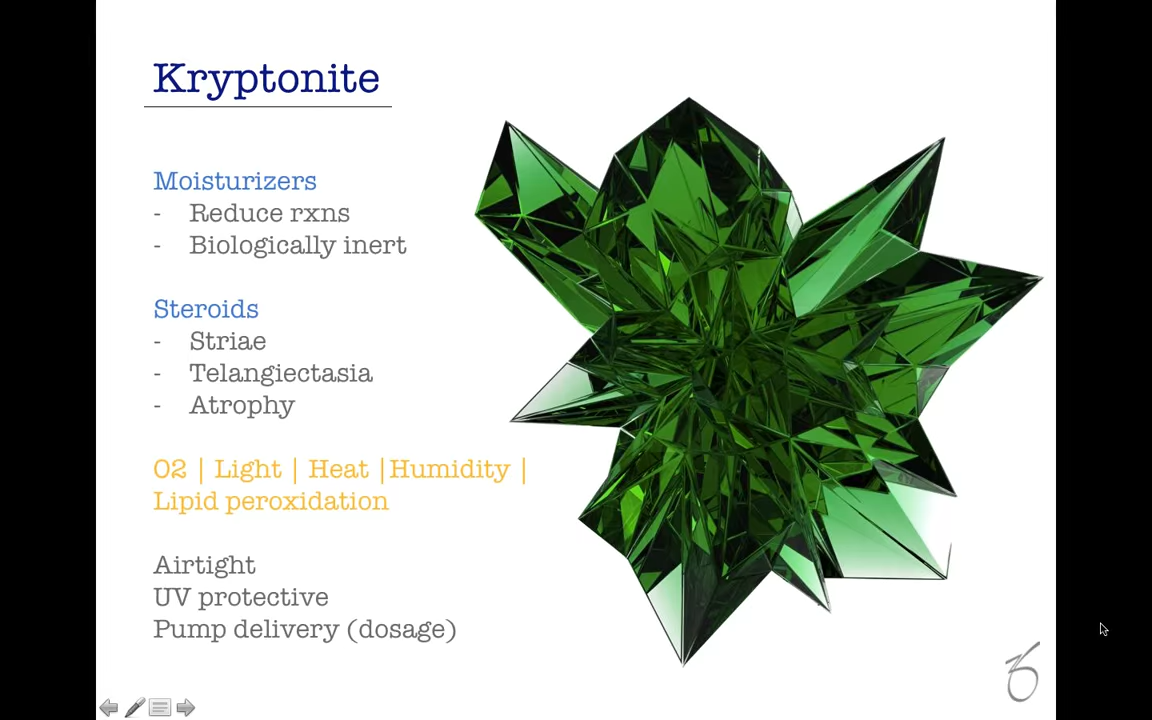 Kryptonite
Moisturizers
- Reduce rxns
- Biologically inert
Steroids
- Striae
- Telangiectasia
- Atrophy
O2 | Light | Heat |Humidity |
Lipid peroxidation
Airtight
UV protective
Pump delivery (dosage)